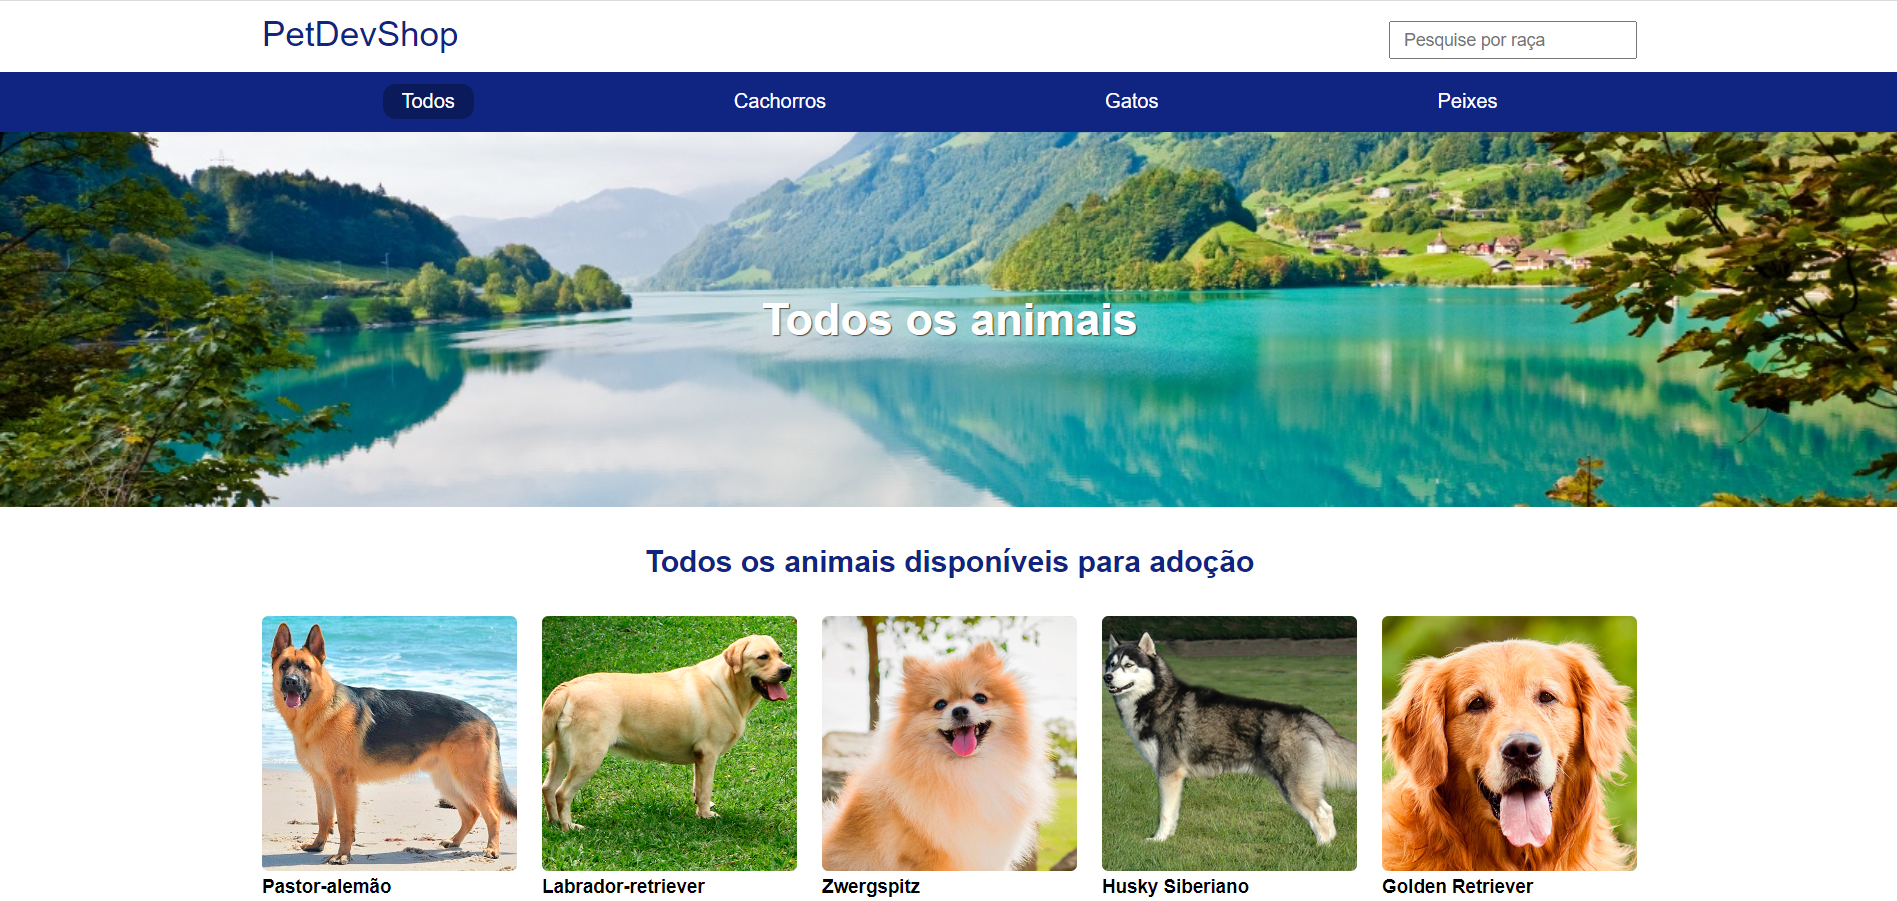 PetDevShop
Pesquise por raça
Todos Cachorros Gatos Peixes
Todos os animais
Todos os animais disponíveis para adoção
Pastor-alemão Labrador-retriever Zwergspitz Husky Siberiano Golden Retriever